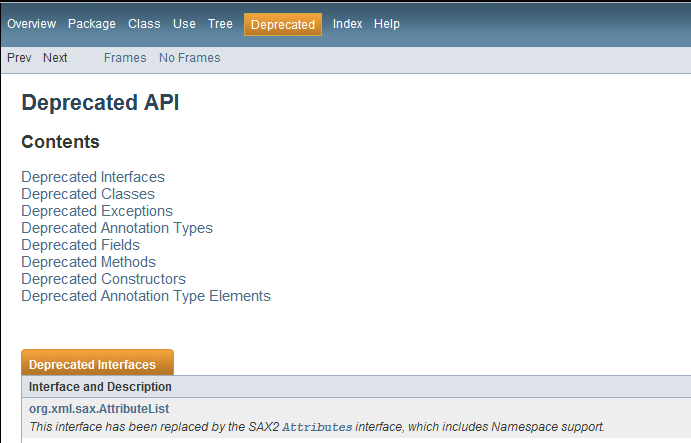 Overview Package Class Use Tree Deprecated Index Help
Prev Next Frames No Frames
Deprecated API
Contents
Deprecated Interfaces
Deprecated Classes
Deprecated Exceptions
Deprecated Annotation Types
Deprecated Fields
Deprecated Methods
Deprecated Constructors
Deprecated Annotation Type Elements
Deprecated Interfaces
Interface and Description
org.xml.sax.AttributeList
This interface has been replaced by the SAX2 Attributes interface, which includes Namespace support.